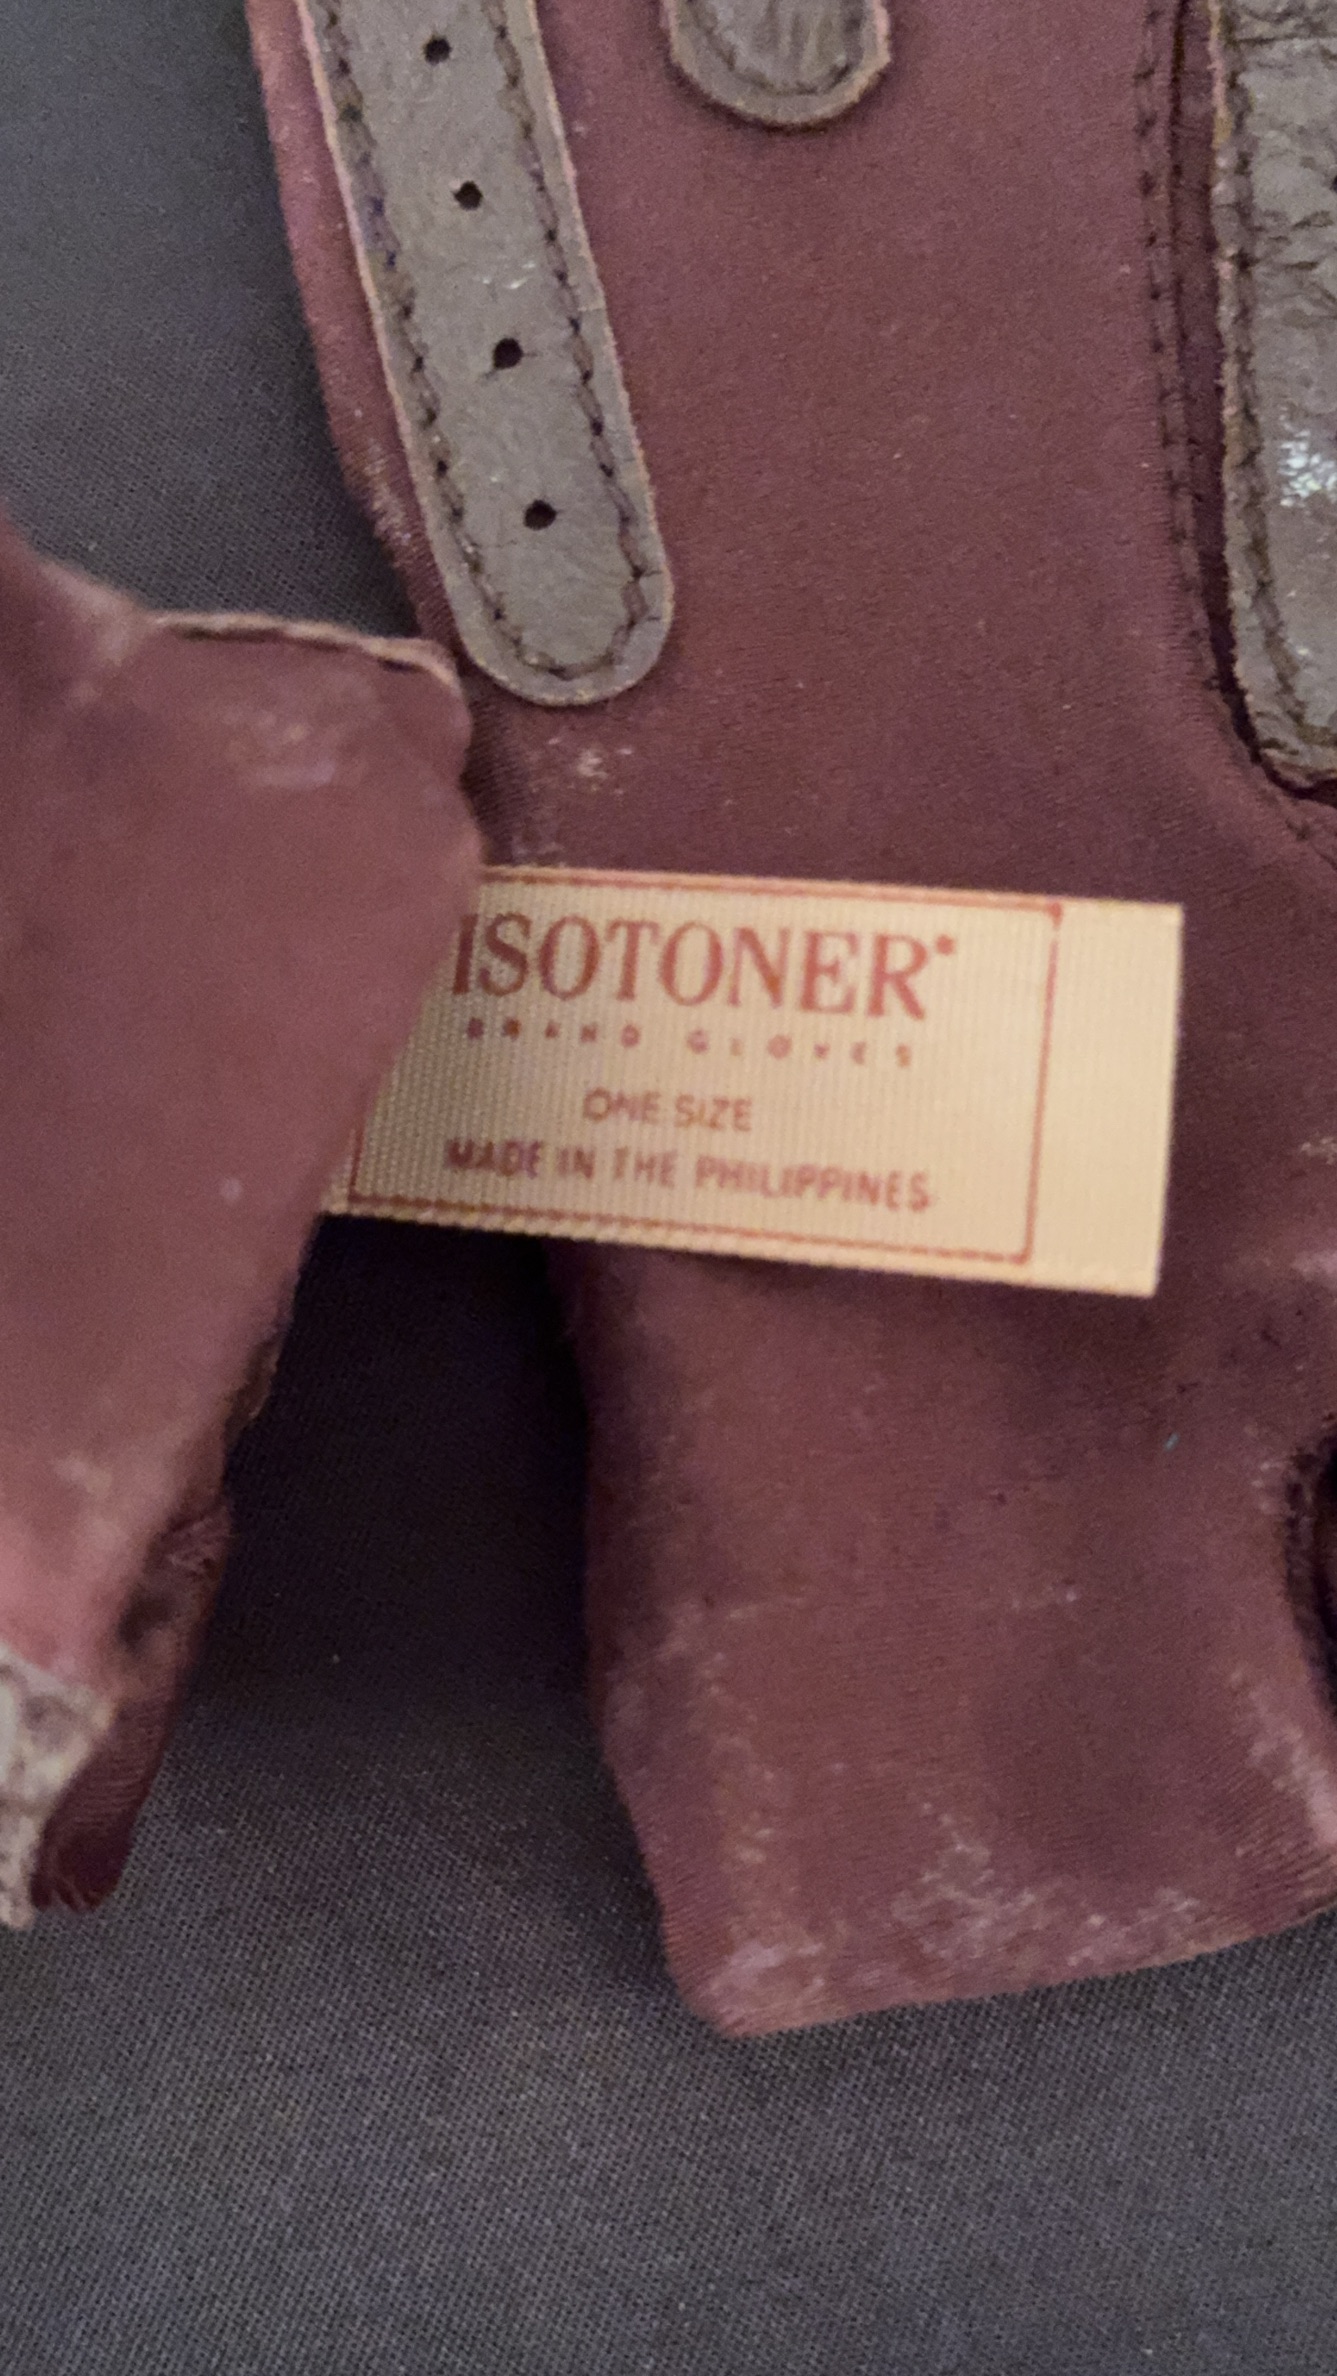 ISOTONER®
BRAND GLOVES
ONE SIZE
MADE IN THE PHILIPPINES